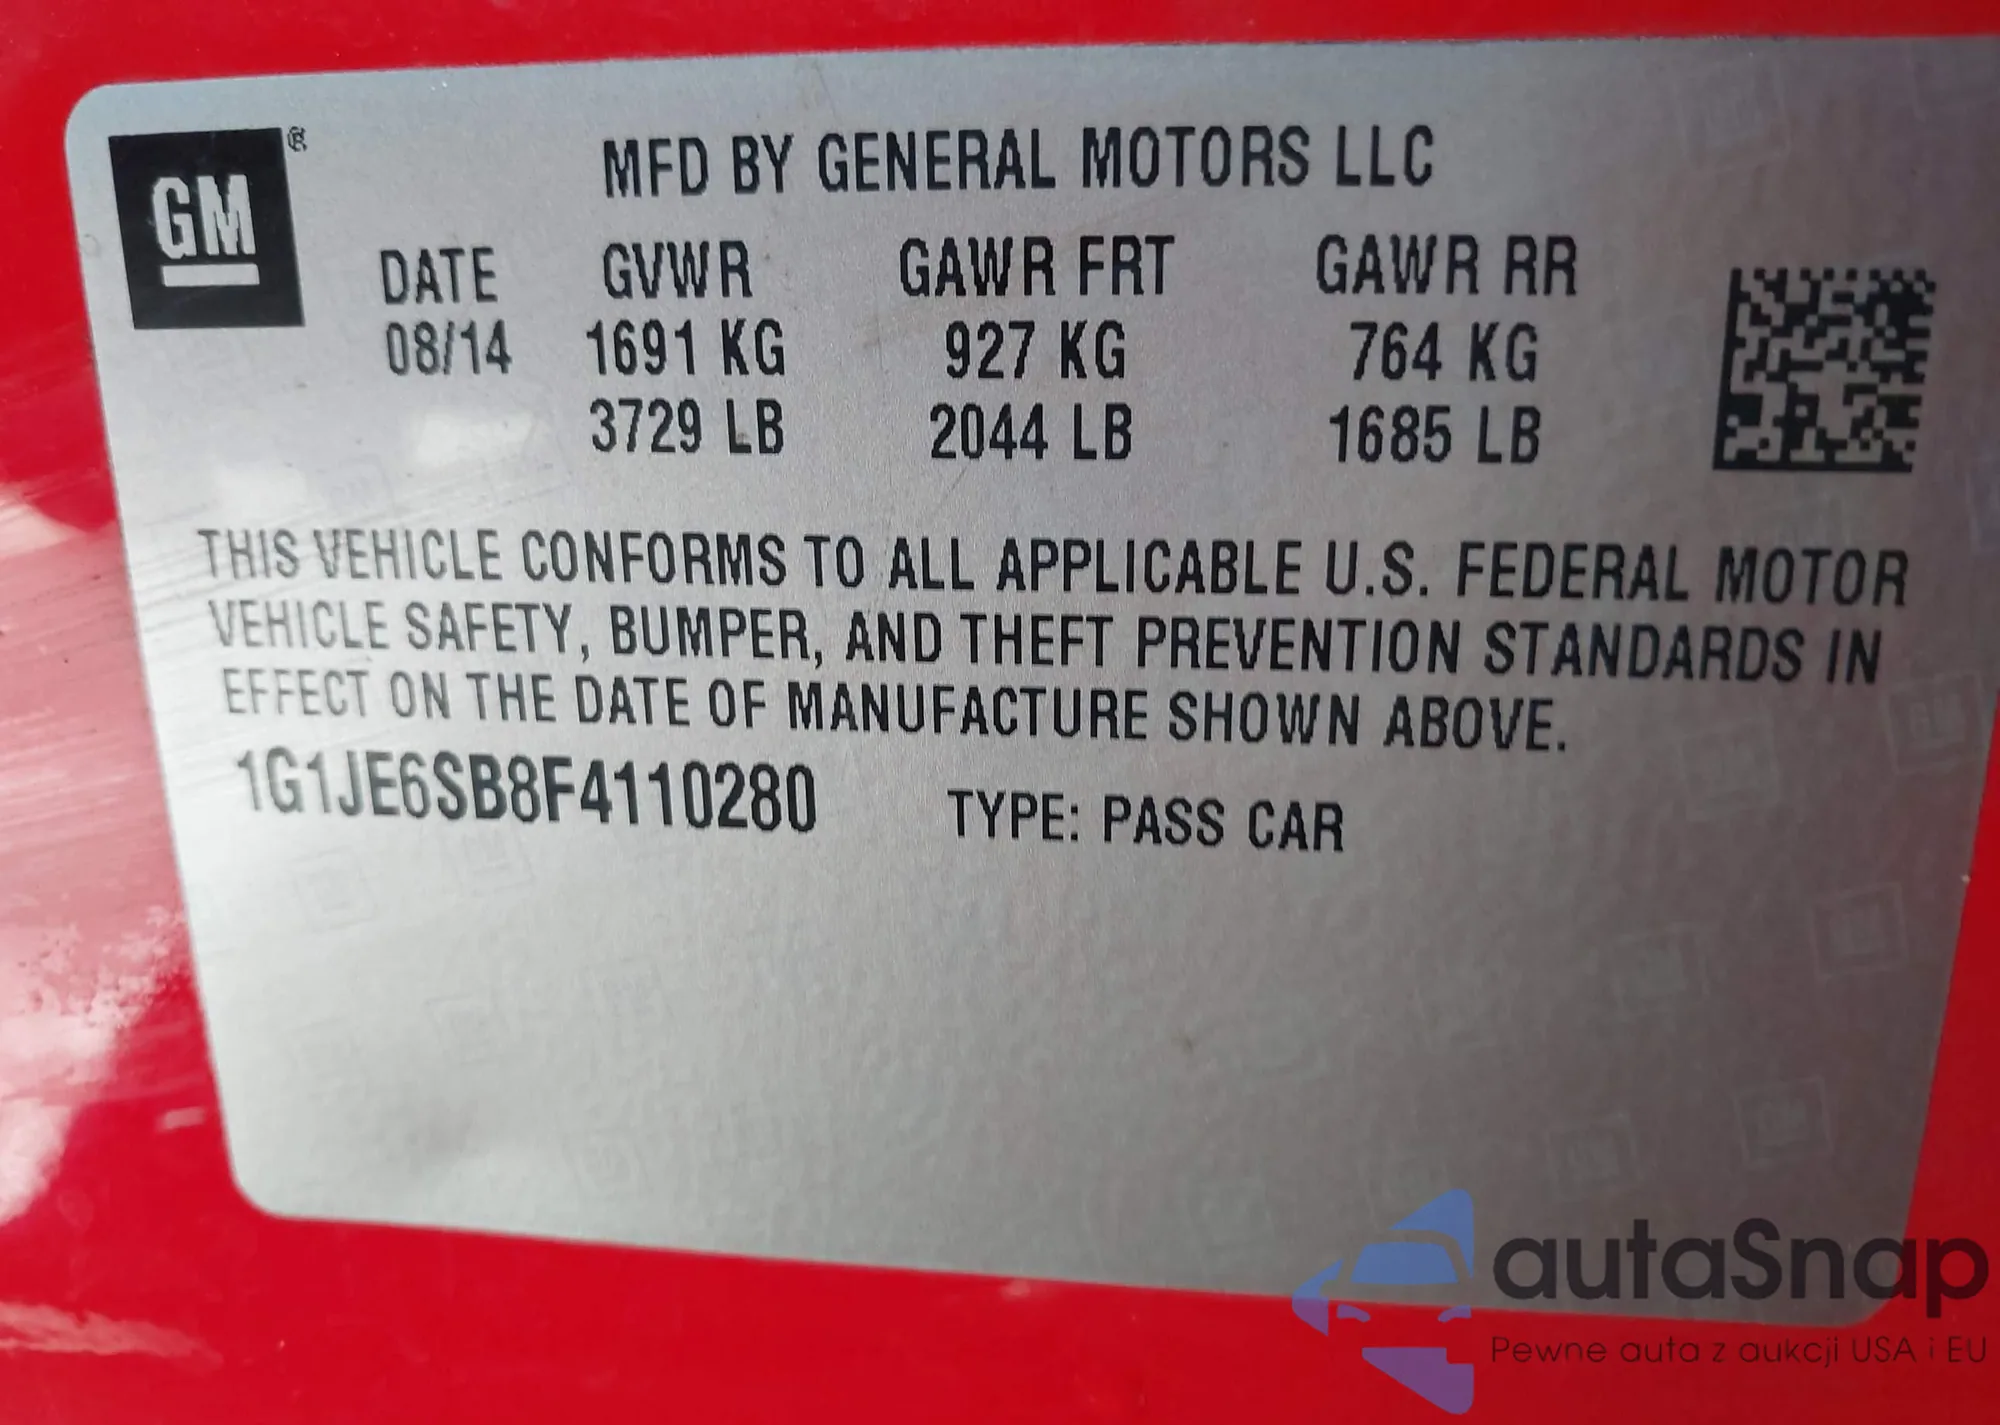 GM®
MFD BY GENERAL MOTORS LLC
DATE GVWR GAWR FRT GAWR RR
08/14 1691 KG 927 KG 764 KG
3729 LB 2044 LB 1685 LB
THIS VEHICLE CONFORMS TO ALL APPLICABLE U.S. FEDERAL MOTOR
VEHICLE SAFETY, BUMPER, AND THEFT PREVENTION STANDARDS IN
EFFECT ON THE DATE OF MANUFACTURE SHOWN ABOVE.
1G1JE6SB8F4110280 TYPE: PASS CAR
autaSnap
Pewne auta z aukcji USA i EU